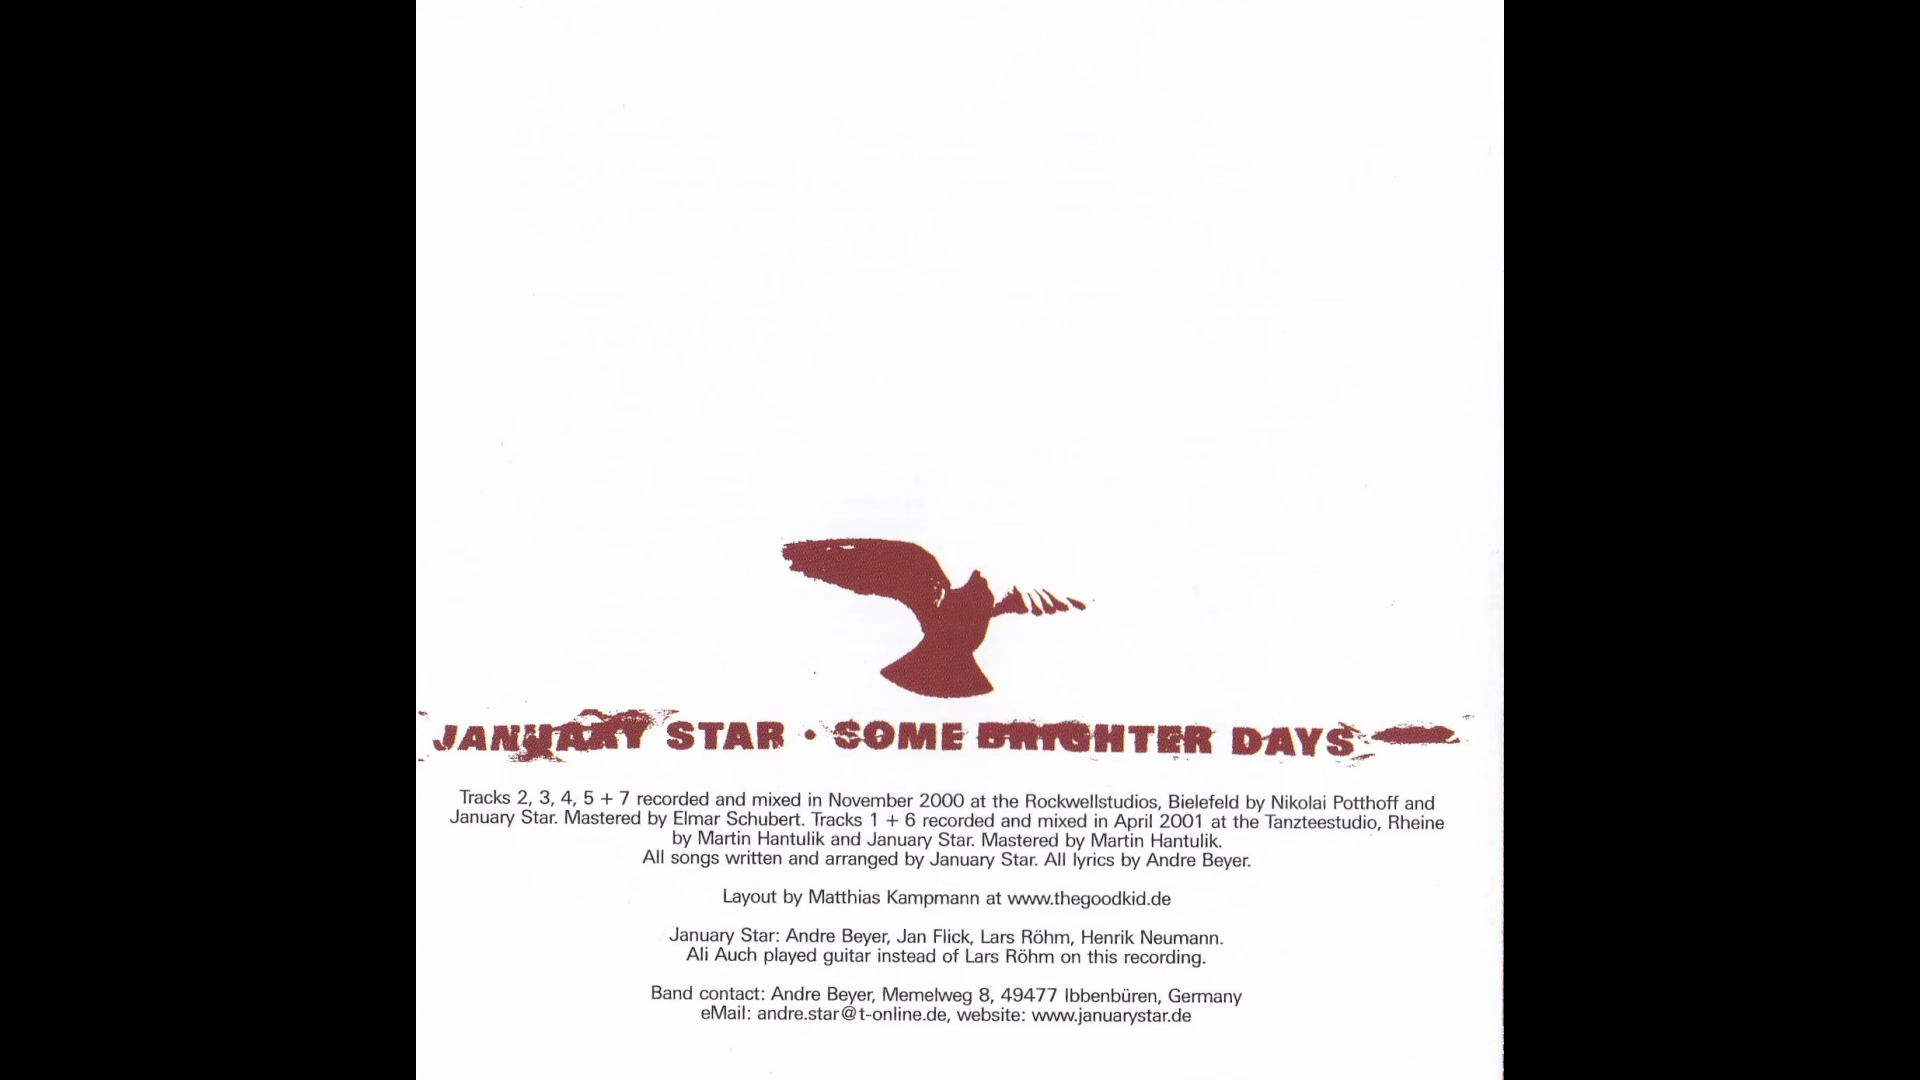 JANUARY STAR • SOME BRIGHTER DAYS
Tracks 2, 3, 4, 5 + 7 recorded and mixed in November 2000 at the Rockwellstudios, Bielefeld by Nikolai Potthoff and
January Star. Mastered by Elmar Schubert. Tracks 1 + 6 recorded and mixed in April 2001 at the Tanzteestudio, Rheine
by Martin Hantulik and January Star. Mastered by Martin Hantulik.
All songs written and arranged by January Star. All lyrics by Andre Beyer.
Layout by Matthias Kampmann at www.thegoodkid.de
January Star: Andre Beyer, Jan Flick, Lars Röhm, Henrik Neumann.
Ali Auch played guitar instead of Lars Röhm on this recording.
Band contact: Andre Beyer, Memelweg 8, 49477 Ibbenbüren, Germany
eMail: andre.star@t-online.de, website: www.januarystar.de